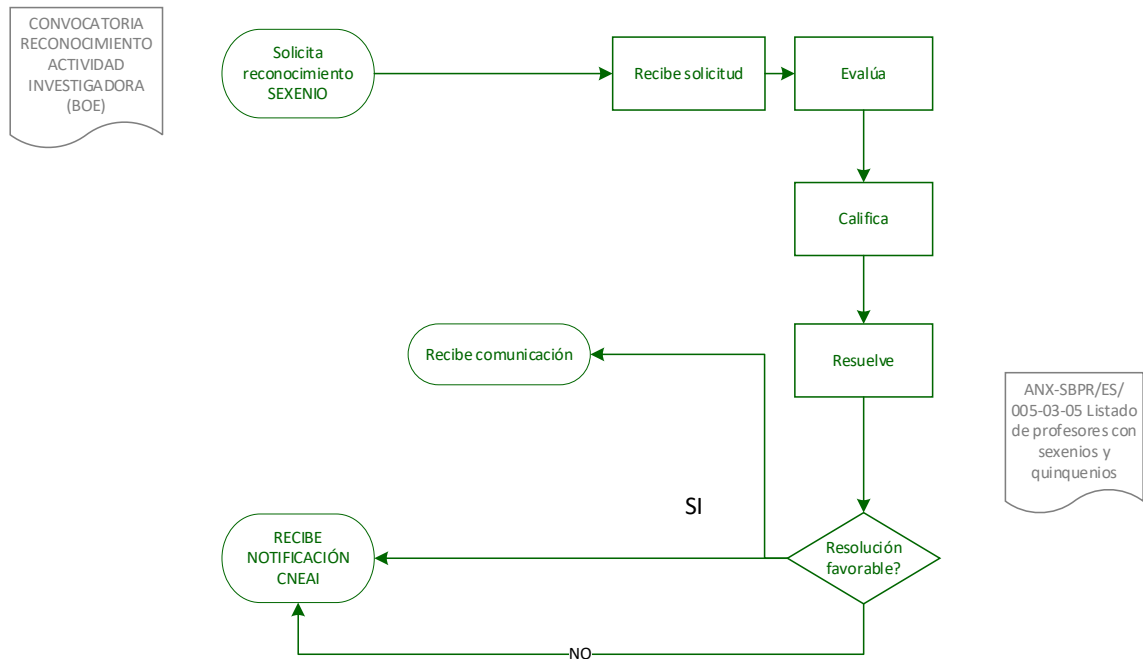 CONVOCATORIA
RECONOCIMIENTO
ACTIVIDAD
INVESTIGADORA
(BOE)
Solicita
reconocimiento
SEXENIO
Recibe solicitud
Evalúa
Califica
Recibe comunicación
Resuelve
ANX-SBPR/ES/
005-03-05 Listado
de profesores con
sexenios y
quinquenios
SI
RECIBE
NOTIFICACIÓN
CNEAI
Resolución
favorable?
NO